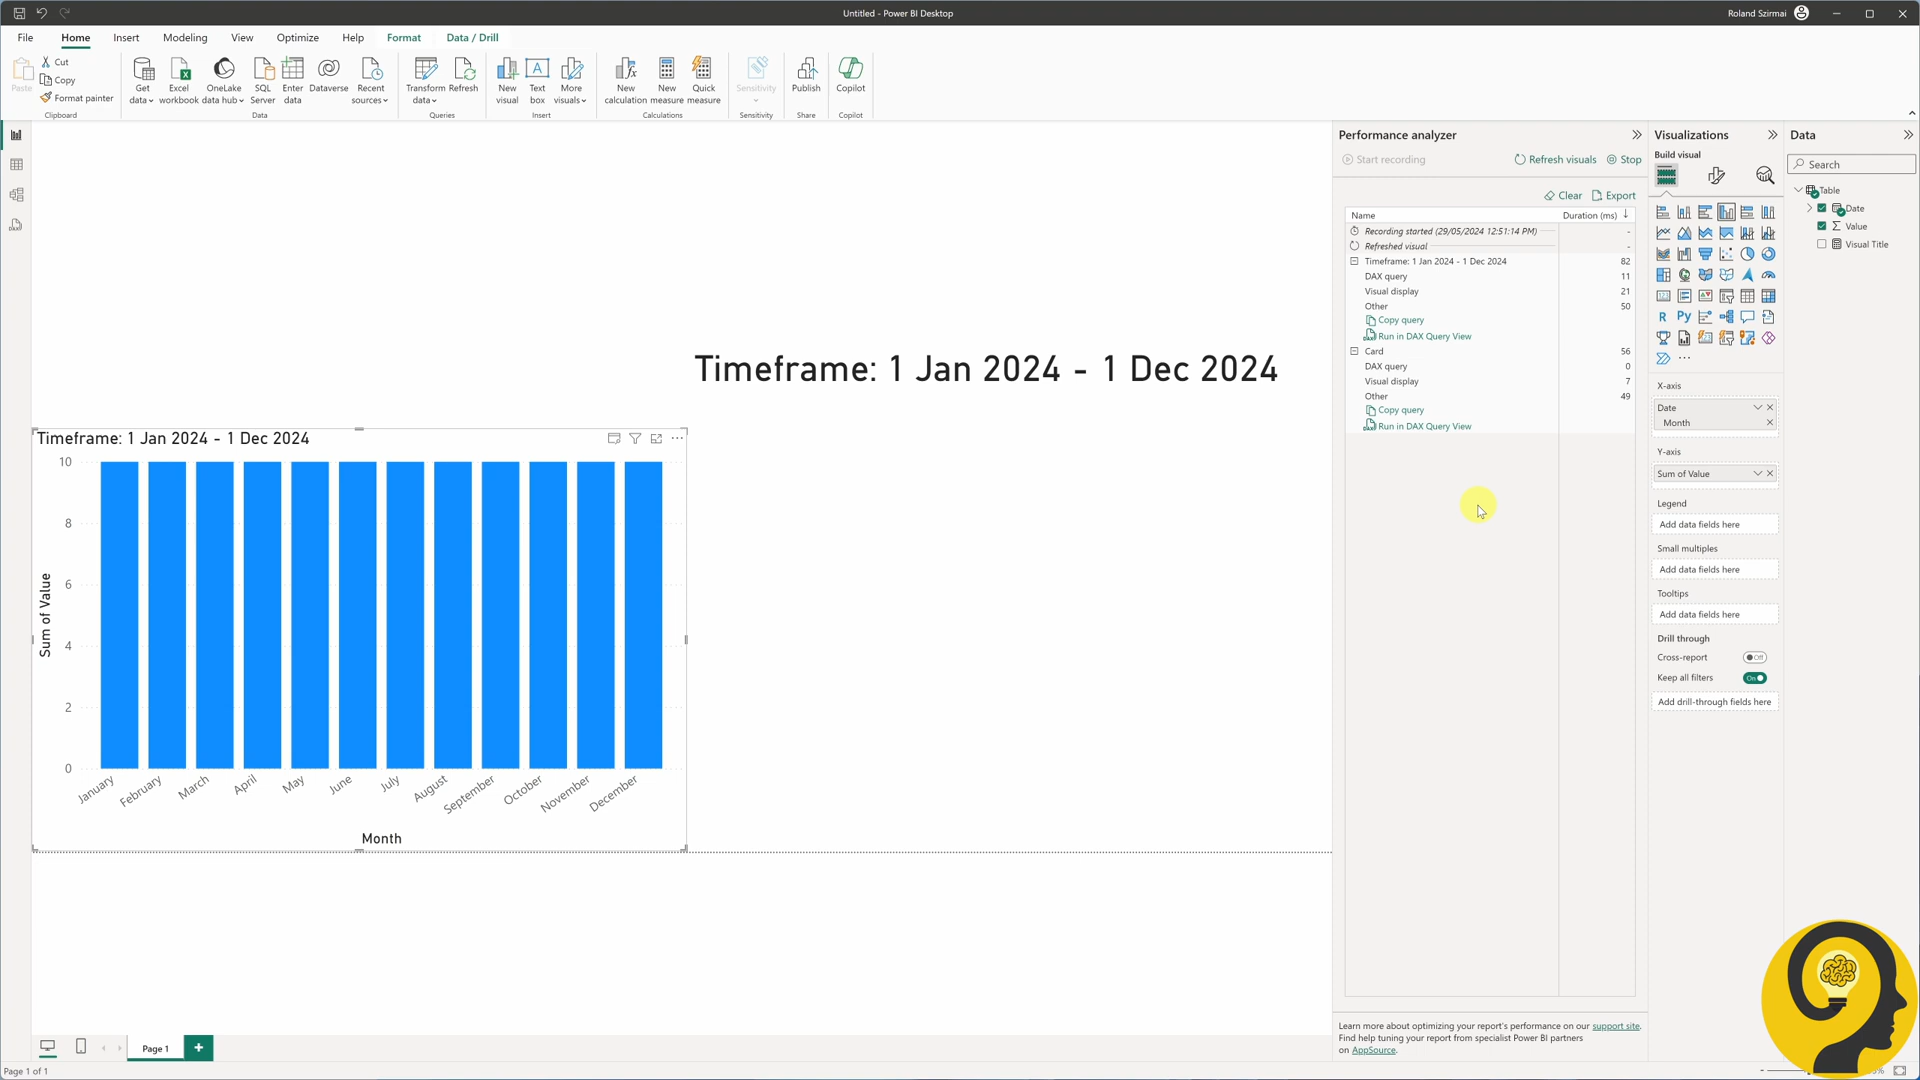 Untitled - Power BI Desktop
Roland Szirmai
File Home Insert Modeling View Optimize Help Format Data / Drill
Paste
Cut
Copy
Format painter
Clipboard
Get data
Excel workbook
OneLake data hub
SQL Server
Enter data
Dataverse
Recent sources
Data
Transform data
Refresh
Queries
New visual
Text box
More visuals
Insert
New calculation
New measure
Quick measure
Calculations
Sensitivity
Sensitivity
Publish
Share
Copilot
Copilot
Timeframe: 1 Jan 2024 - 1 Dec 2024
Timeframe: 1 Jan 2024 - 1 Dec 2024
10
8
6
4
2
0
Sum of Value
January February March April May June July August September October November December
Month
Performance analyzer
Start recording
Refresh visuals
Stop
Clear
Export
Name Duration (ms)
Recording started (29/05/2024 12:51:14 PM) -
Refreshed visual -
Timeframe: 1 Jan 2024 - 1 Dec 2024 82
DAX query 11
Visual display 21
Other 50
Copy query
Run in DAX Query View
Card 56
DAX query 0
Visual display 7
Other 49
Copy query
Run in DAX Query View
Learn more about optimizing your report's performance on our support site.
Find help tuning your report from specialist Power BI partners
on AppSource.
Visualizations
Build visual
R Py
X-axis
Date
Month
Y-axis
Sum of Value
Legend
Add data fields here
Small multiples
Add data fields here
Tooltips
Add data fields here
Drill through
Cross-report
Off
Keep all filters
On
Add drill-through fields here
Data
Search
Table
Date
Value
Visual Title
Page 1
Page 1 of 1